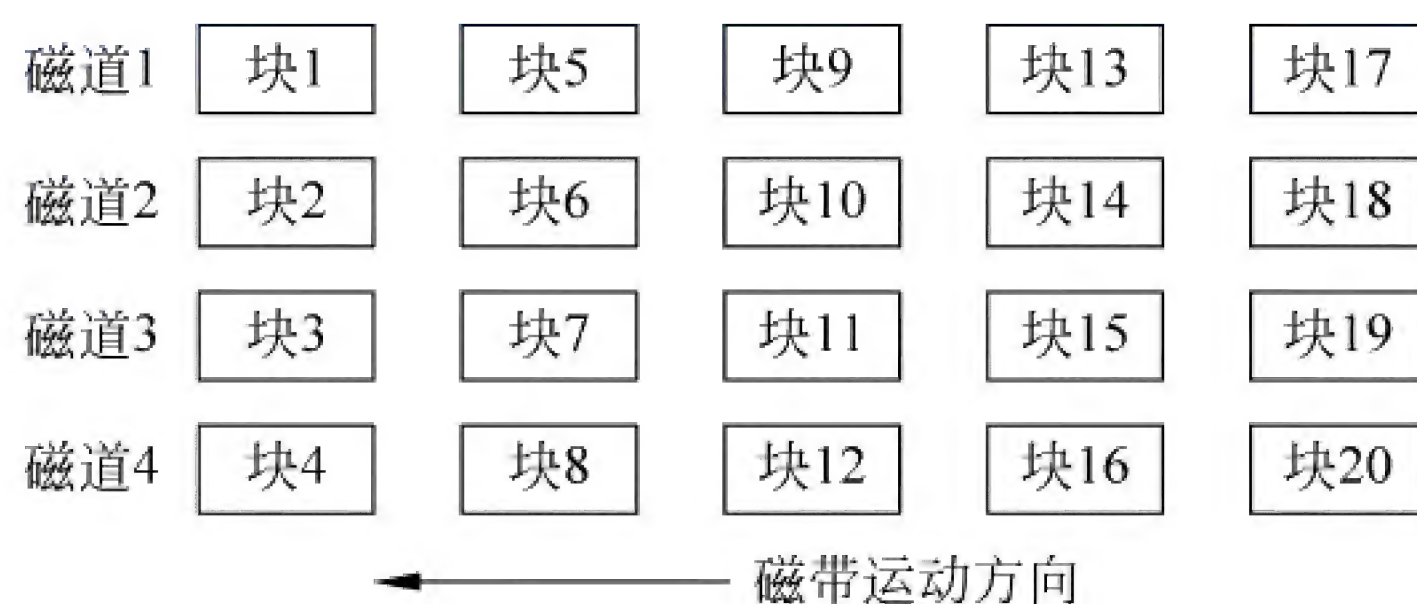 磁道1 块1 块5 块9 块13 块17
磁道2 块2 块6 块10 块14 块18
磁道3 块3 块7 块11 块15 块19
磁道4 块4 块8 块12 块16 块20
磁带运动方向